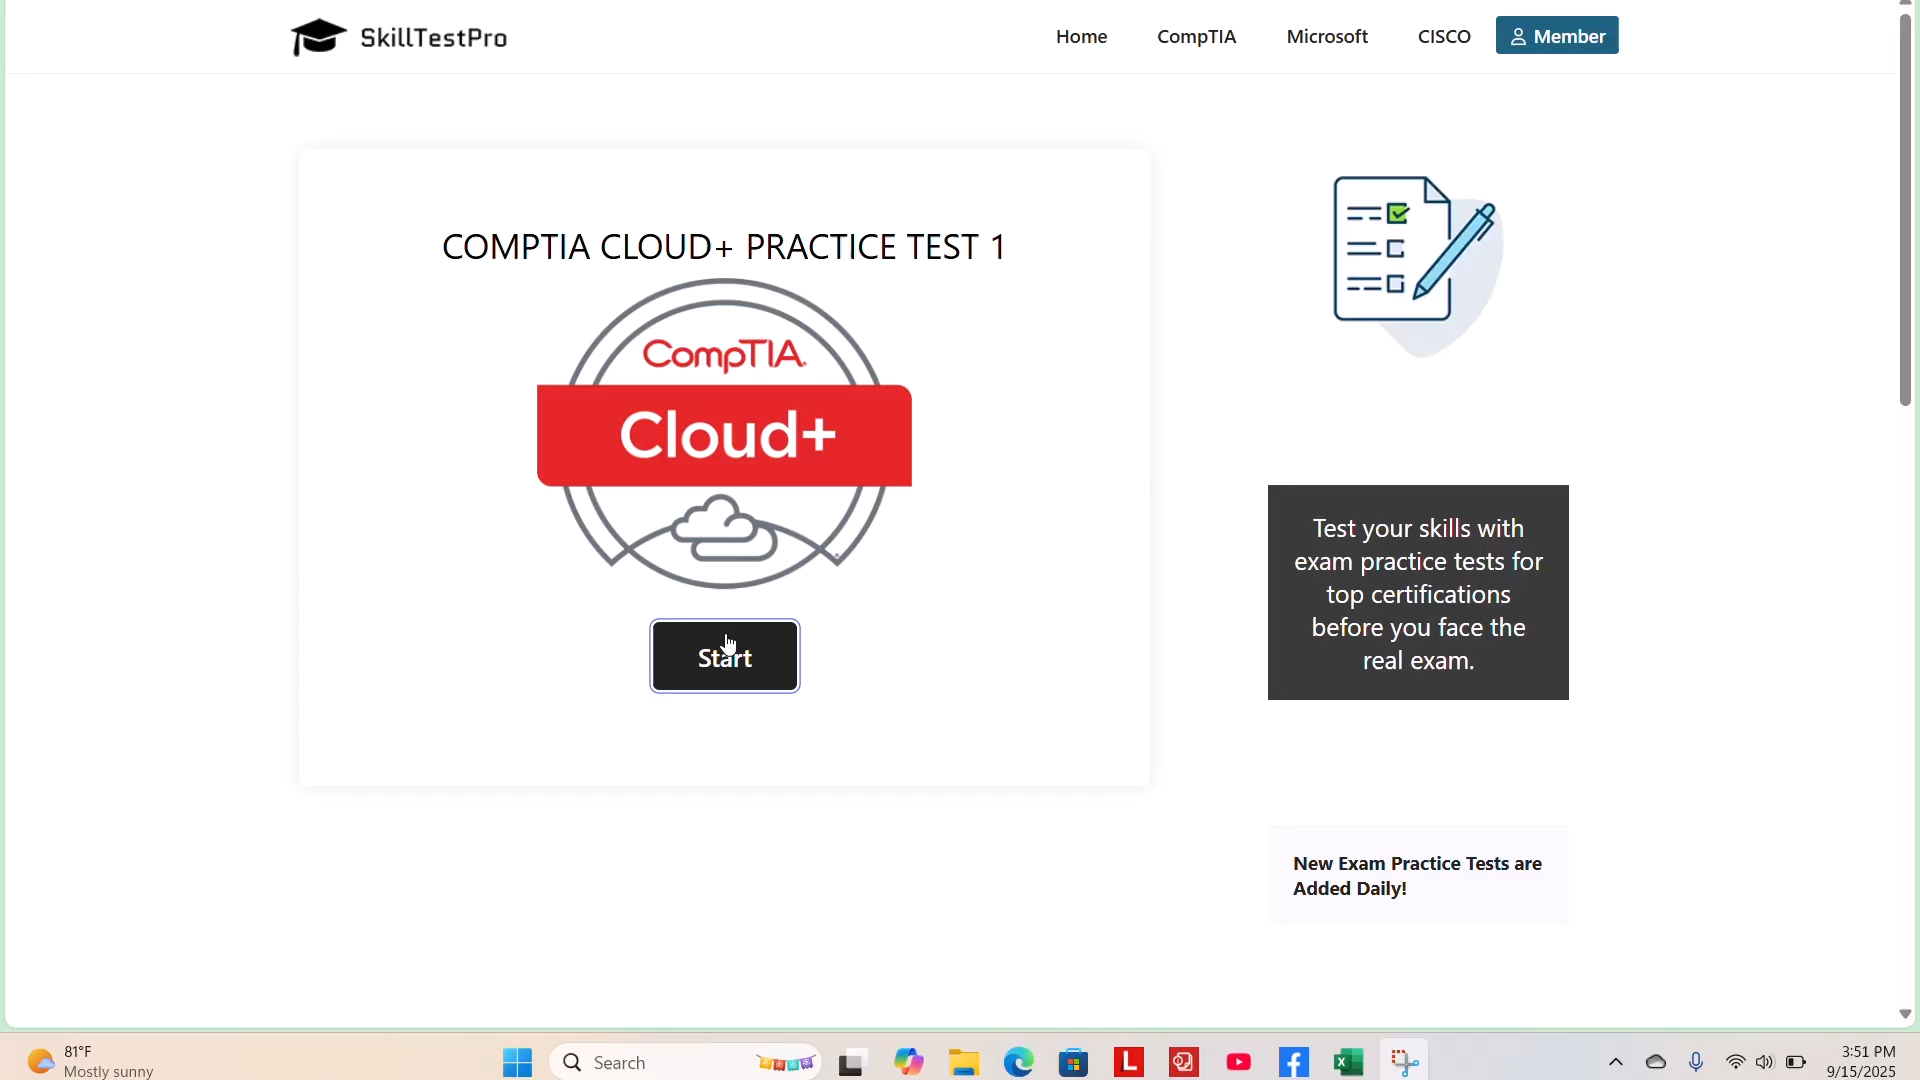 SkillTestPro
Home
CompTIA
Microsoft
CISCO
Member
COMPTIA CLOUD+ PRACTICE TEST 1
CompTIA.
Cloud+
Start
Test your skills with
exam practice tests for
top certifications
before you face the
real exam.
New Exam Practice Tests are
Added Daily!
81°F
Mostly sunny
Search
L
3:51 PM
9/15/2025